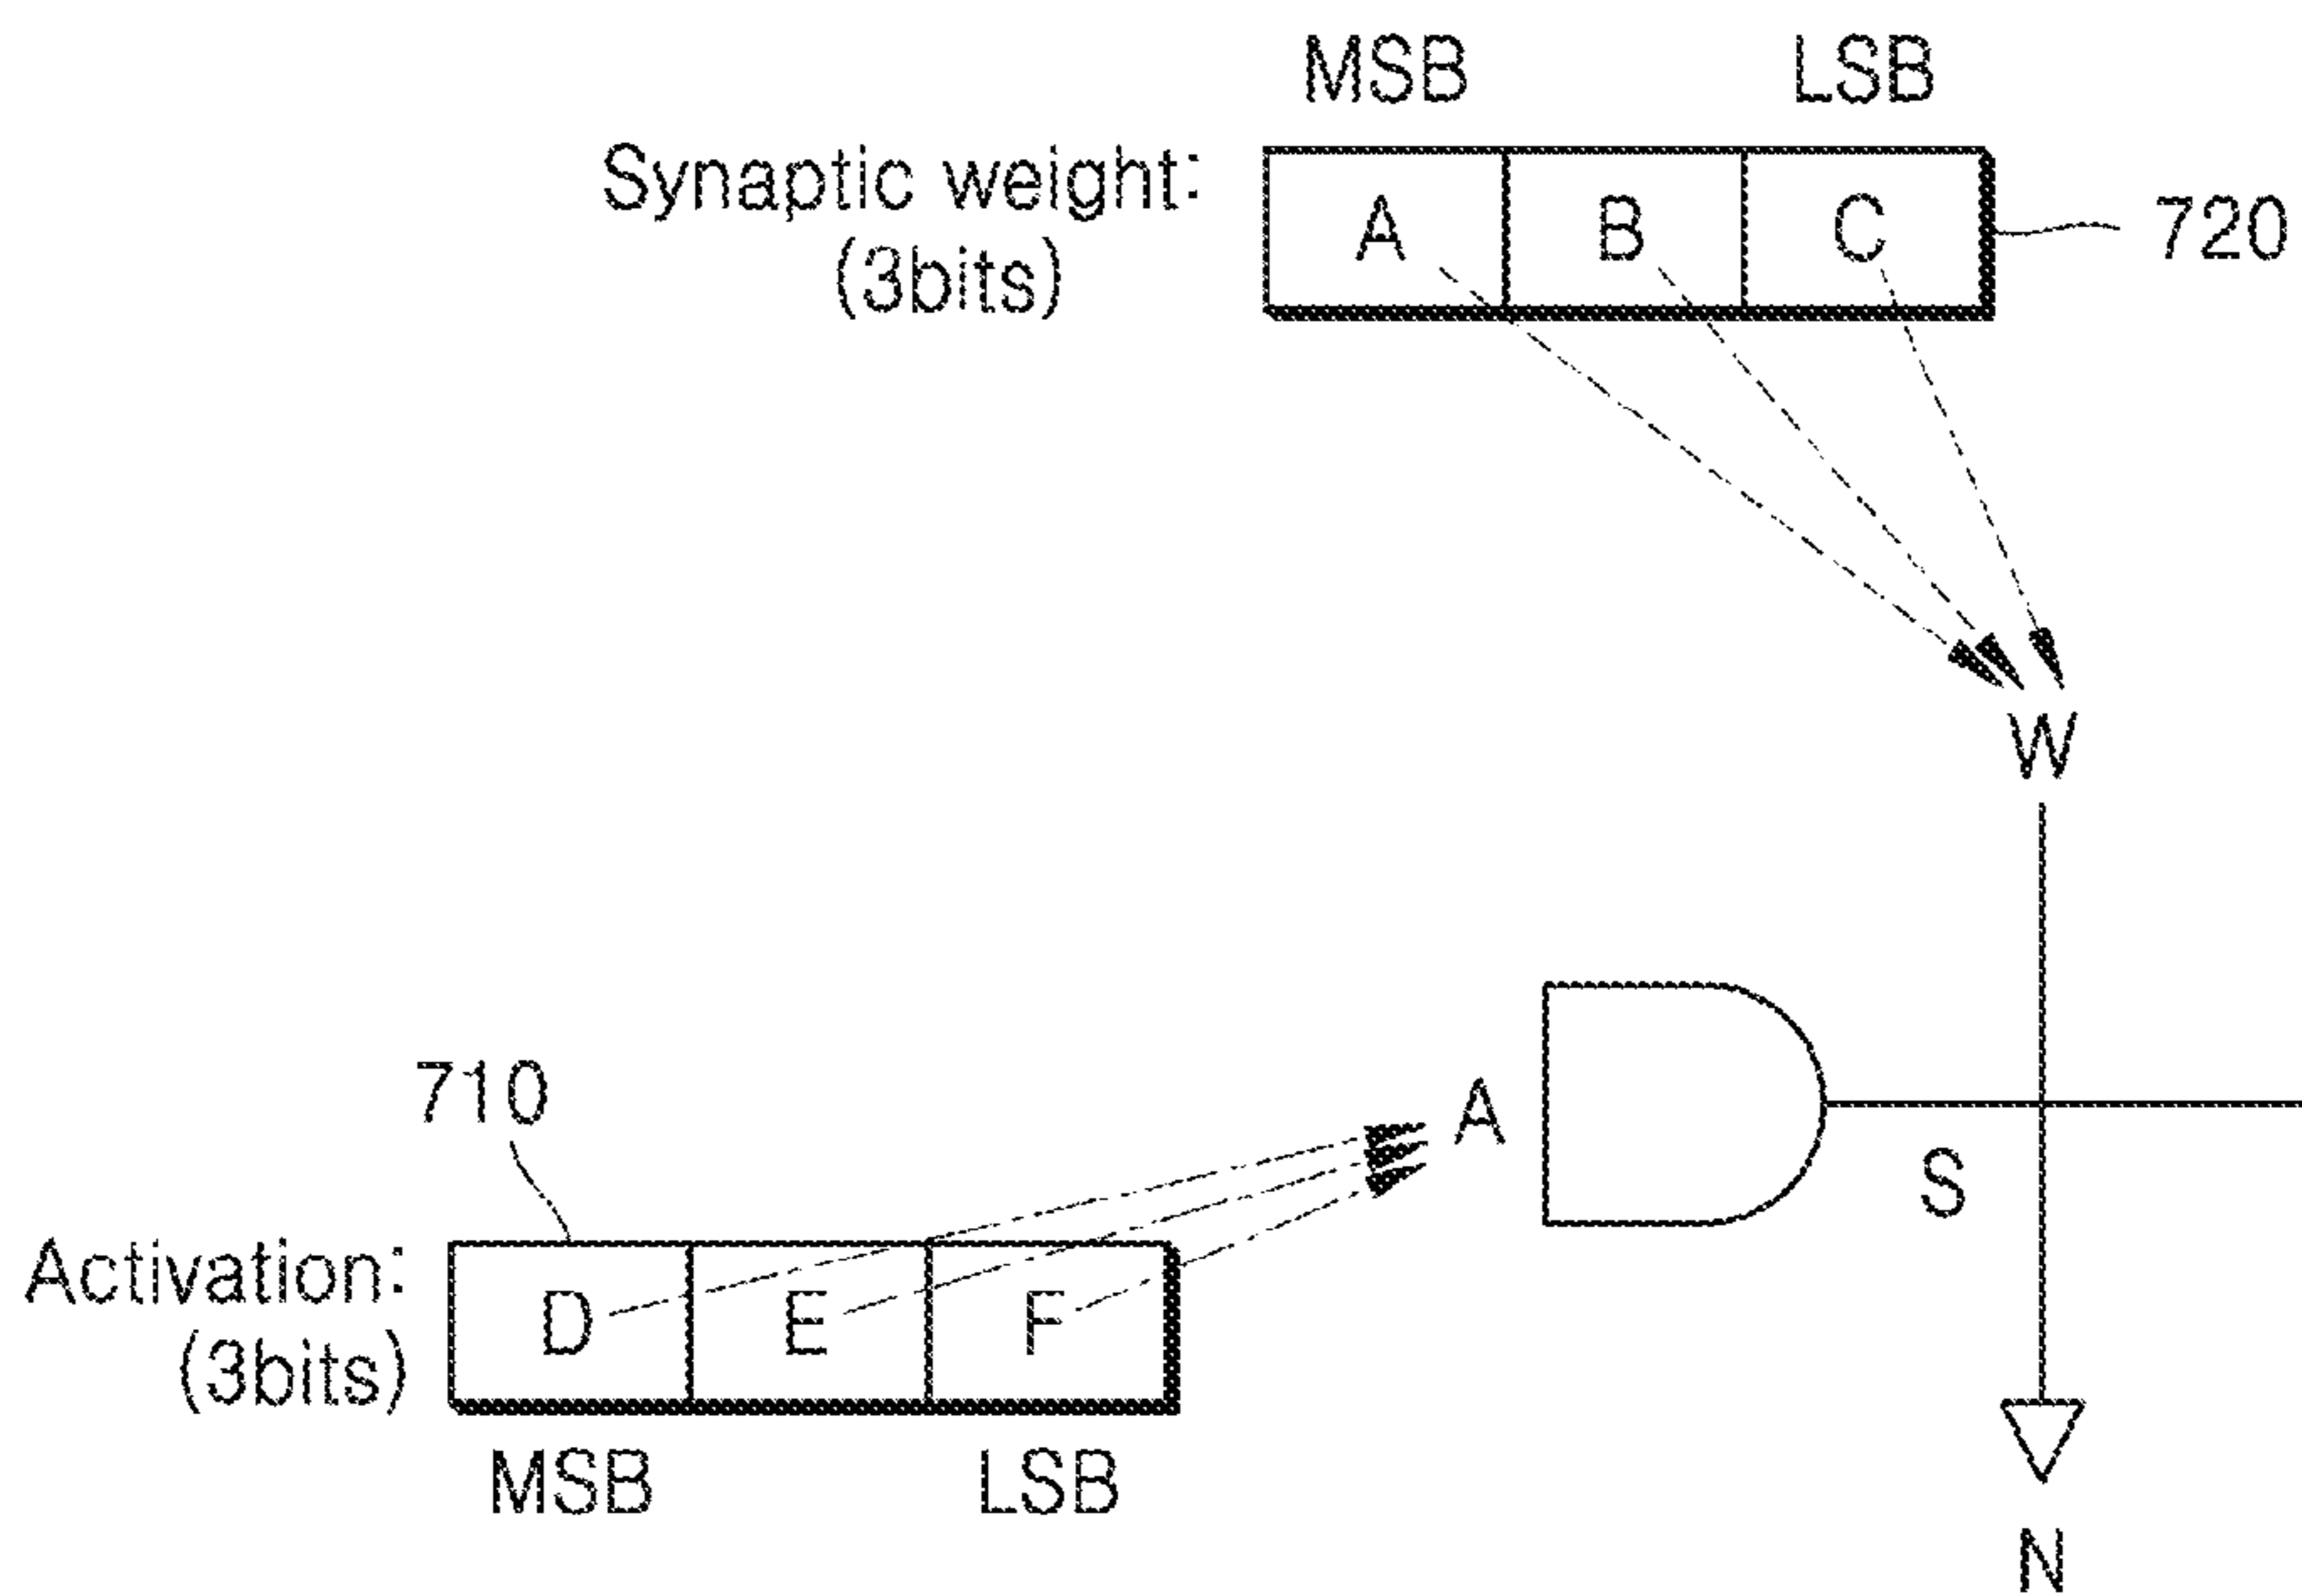 MSB LSB
Synaptic weight:
(3bits)
A B C
720
W
710
A
S
Activation:
(3bits)
D E F
MSB LSB
N